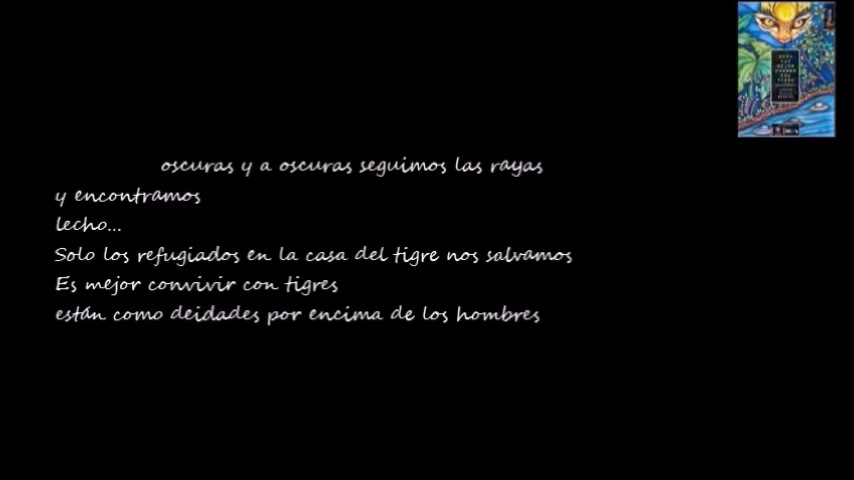 oscuras y a oscuras seguimos las rayas
y encontramos
lecho...
Solo los refugiados en la casa del tigre nos salvamos
Es mejor convivir con tigres
están como deidades por encima de los hombres